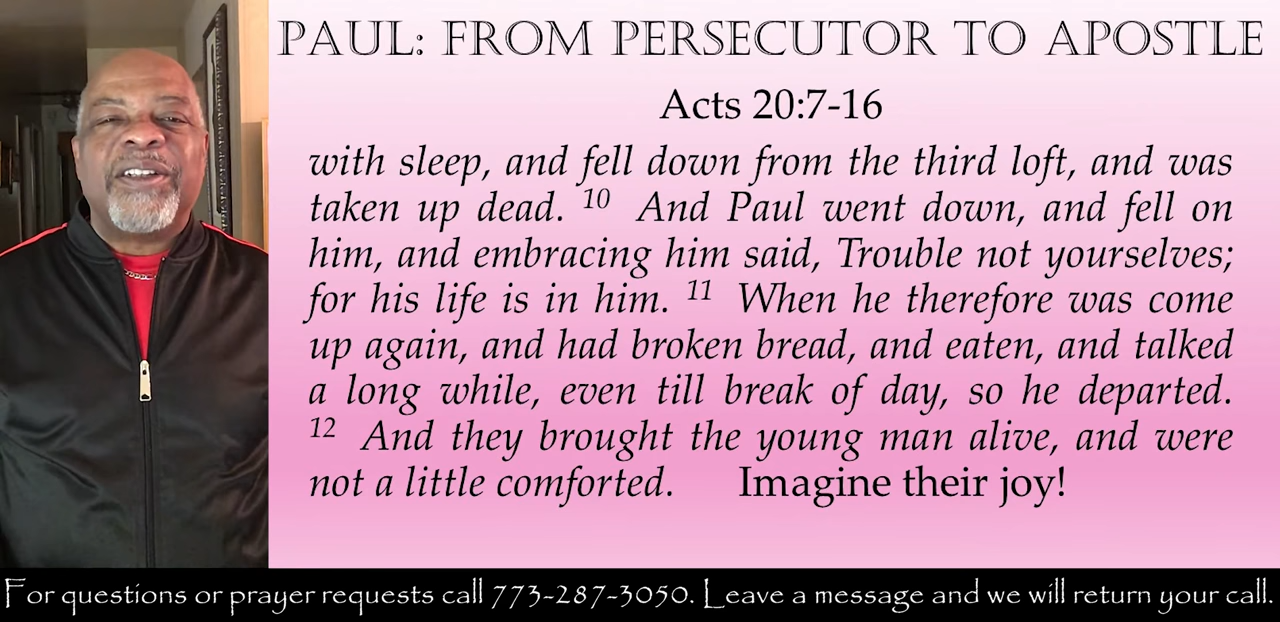 PAUL: FROM PERSECUTOR TO APOSTLE
Acts 20:7-16
with sleep, and fell down from the third loft, and was
taken up dead. 10 And Paul went down, and fell on
him, and embracing him said, Trouble not yourselves;
for his life is in him. 11 When he therefore was come
up again, and had broken bread, and eaten, and talked
a long while, even till break of day, so he departed.
12 And they brought the young man alive, and were
not a little comforted. Imagine their joy!
For questions or prayer requests call 773-287-3050. Leave a message and we will return your call.